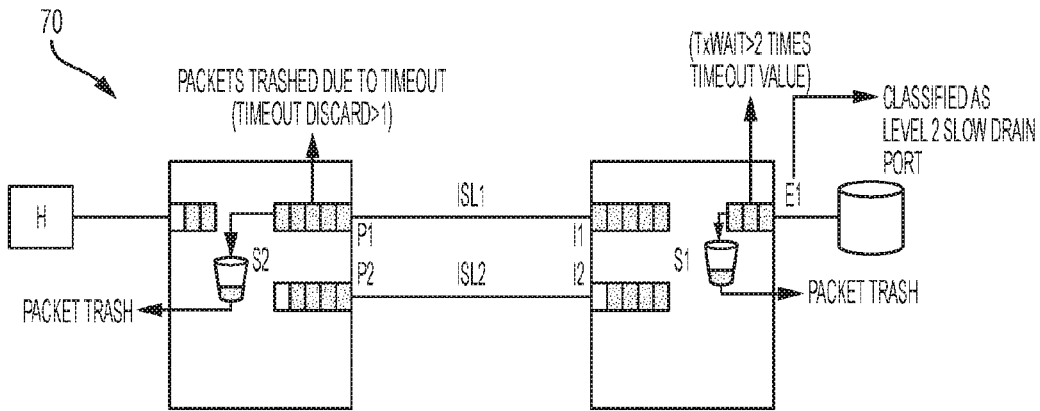 70
PACKETS TRASHED DUE TO TIMEOUT
(TIMEOUT DISCARD>1)
(TxWAIT>2 TIMES
TIMEOUT VALUE)
CLASSIFIED AS
LEVEL 2 SLOW DRAIN
PORT
H
ISL1
E1
P1
I1
S2
S1
P2
ISL2
I2
PACKET TRASH
PACKET TRASH